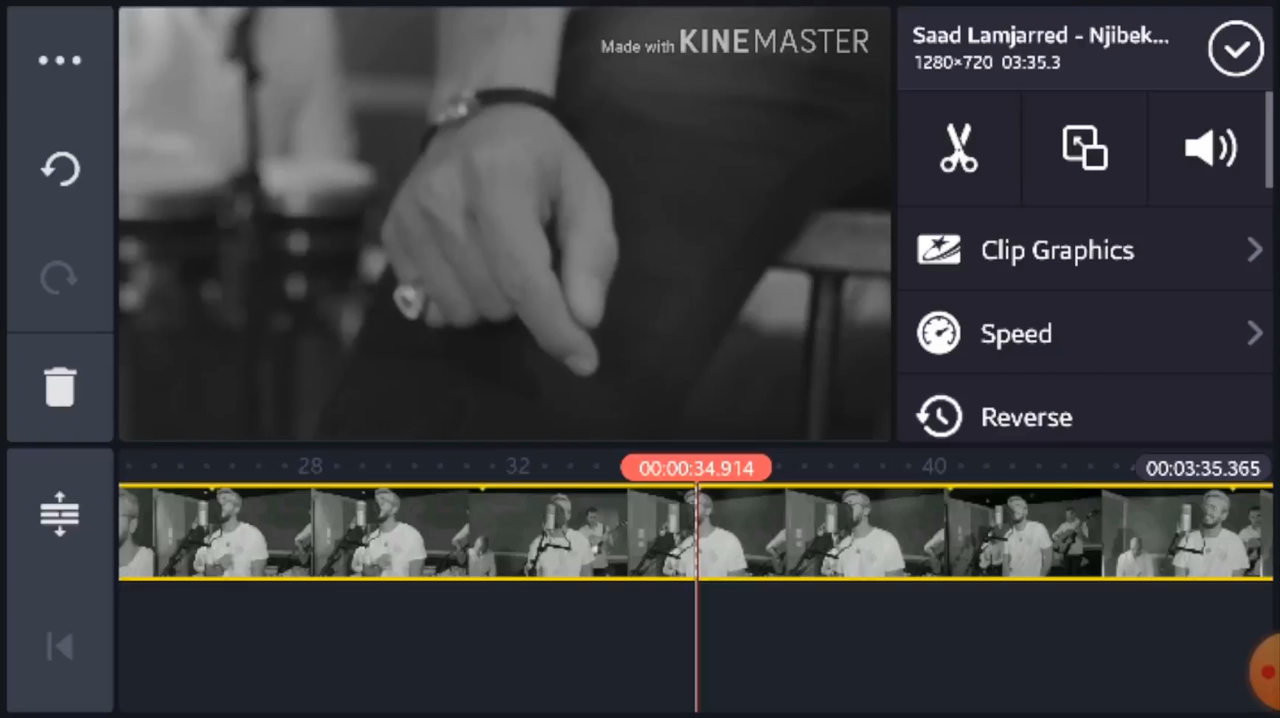 Made with KINEMASTER
Saad Lamjarred - Njibek...
1280×720 03:35.3
Clip Graphics
Speed
Reverse
28
32
00:00:34.914
40
00:03:35.365